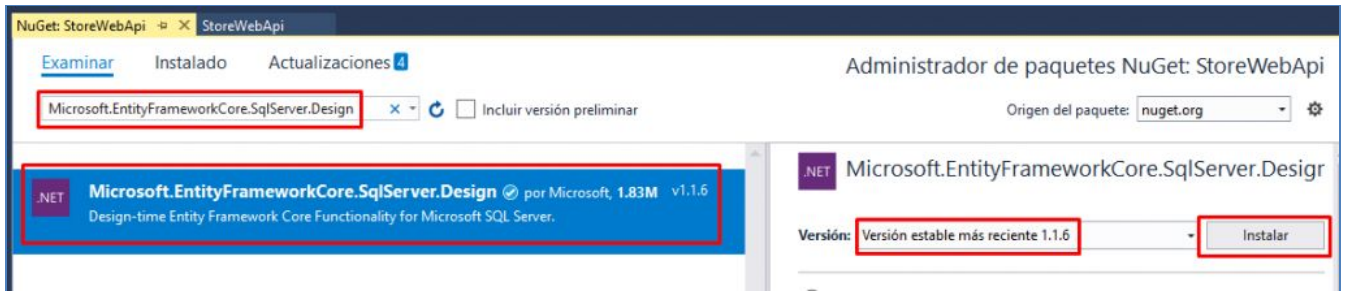 NuGet: StoreWebApi
StoreWebApi
Examinar Instalado Actualizaciones 4
Administrador de paquetes NuGet: StoreWebApi
Microsoft.EntityFrameworkCore.SqlServer.Design
Incluir versión preliminar
Origen del paquete: nuget.org
.NET
Microsoft.EntityFrameworkCore.SqlServer.Design por Microsoft, 1.83M v1.1.6
Design-time Entity Framework Core Functionality for Microsoft SQL Server.
.NET
Microsoft.EntityFrameworkCore.SqlServer.Desigr
Versión: Versión estable más reciente 1.1.6
Instalar